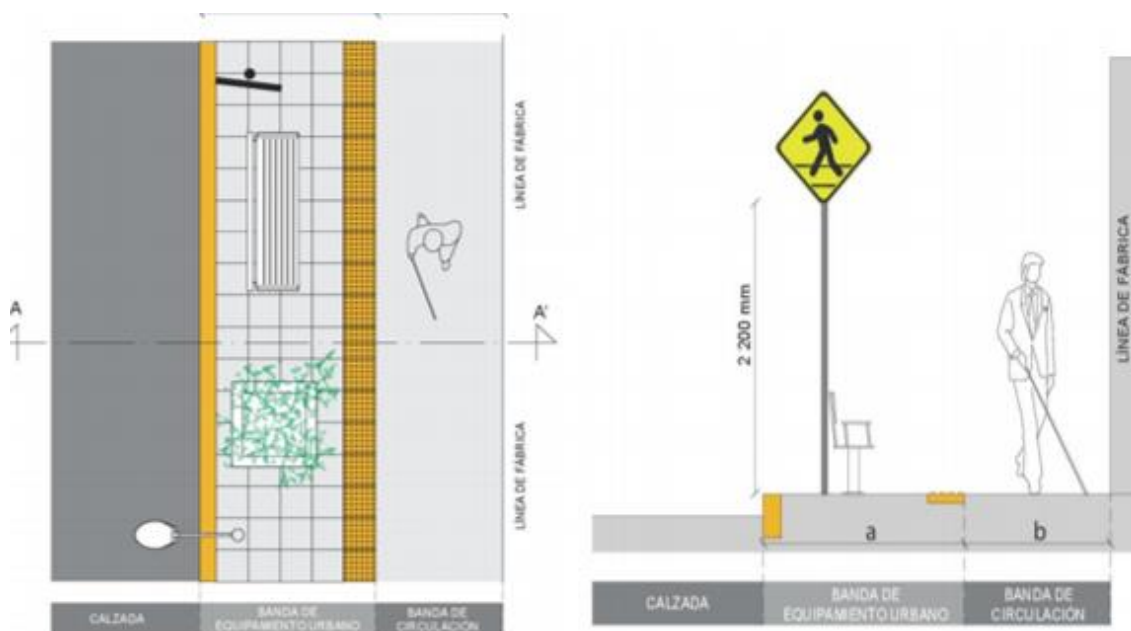 LÍNEA DE FÁBRICA
A
A'
LÍNEA DE FÁBRICA
CALZADA
BANDA DE
EQUIPAMIENTO URBANO
BANDA DE
CIRCULACIÓN
2 200 mm
LÍNEA DE FÁBRICA
a
b
CALZADA
BANDA DE
EQUIPAMIENTO URBANO
BANDA DE
CIRCULACIÓN